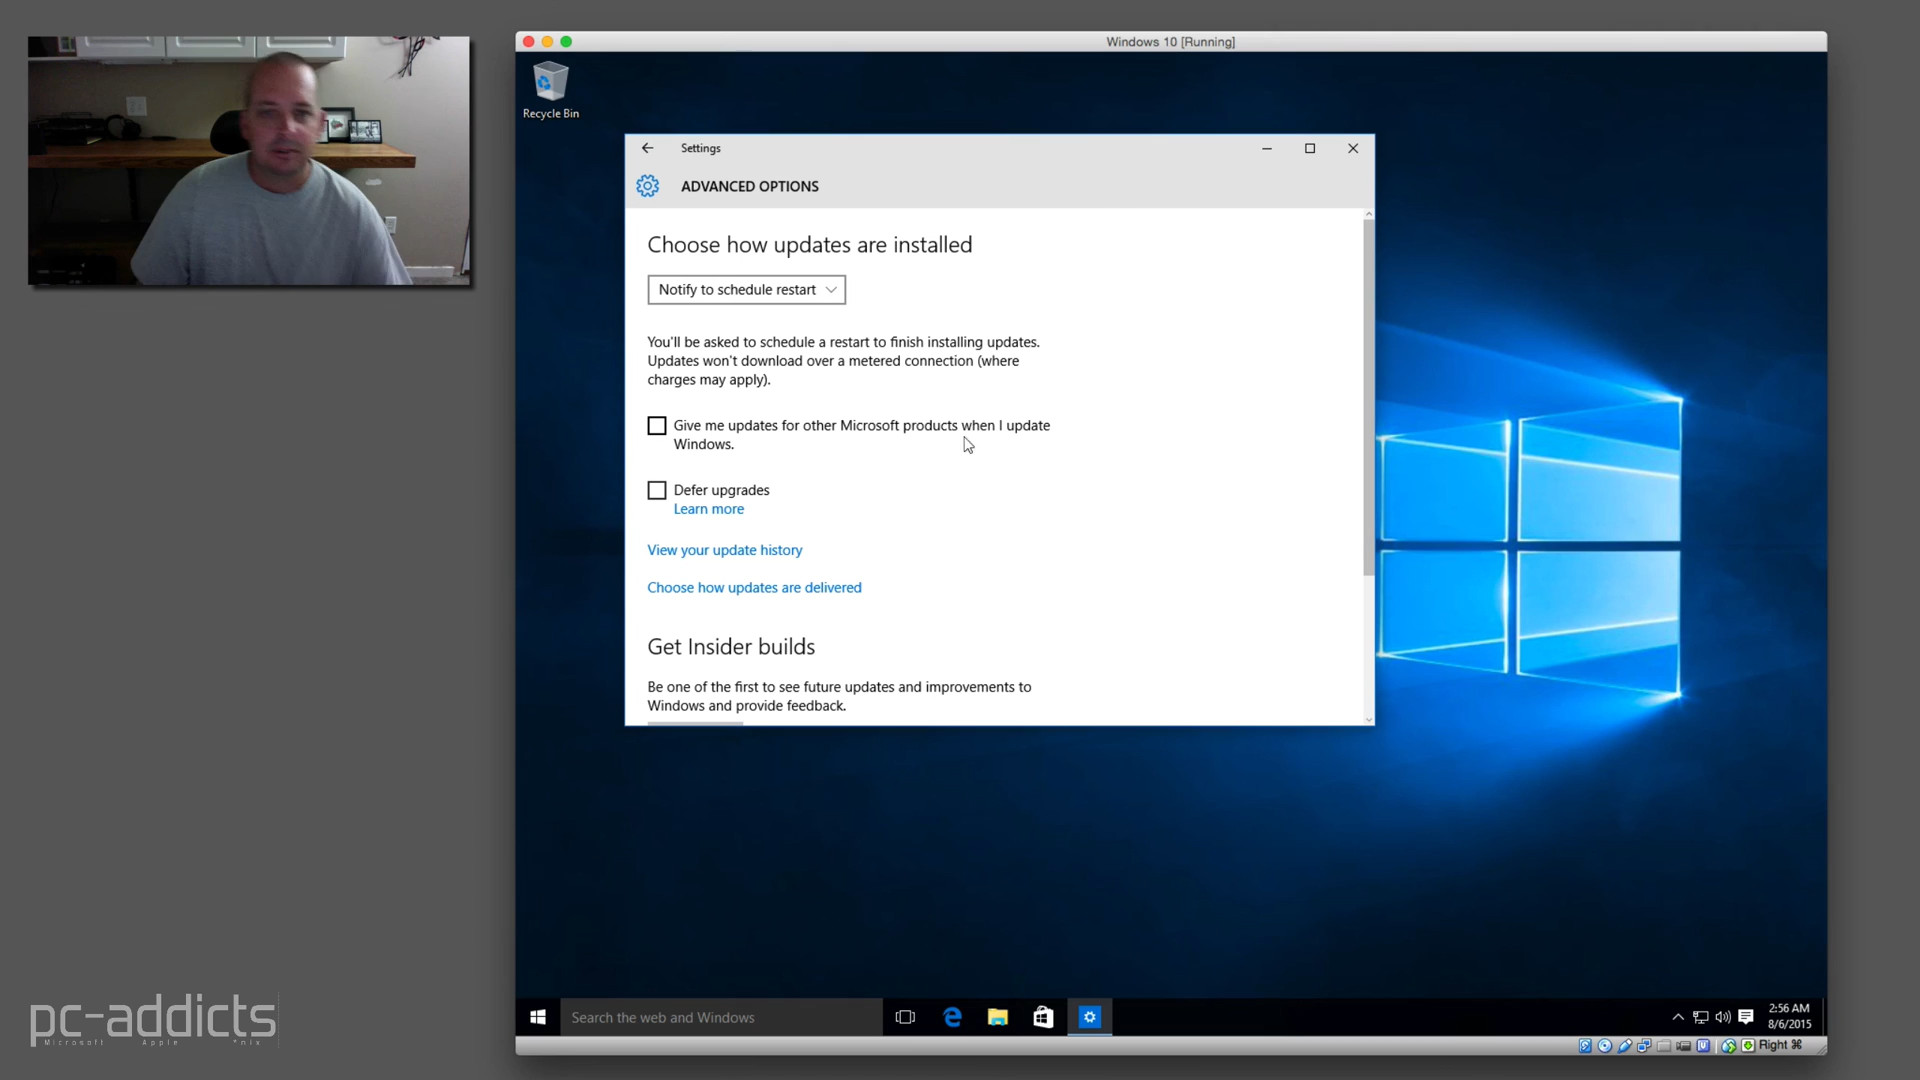 Windows 10 [Running]
Recycle Bin
Settings
ADVANCED OPTIONS
Choose how updates are installed
Notify to schedule restart
You'll be asked to schedule a restart to finish installing updates.
Updates won't download over a metered connection (where
charges may apply).
Give me updates for other Microsoft products when I update
Windows.
Defer upgrades
Learn more
View your update history
Choose how updates are delivered
Get Insider builds
Be one of the first to see future updates and improvements to
Windows and provide feedback.
pc-addicts
Microsoft Apple *nix
Search the web and Windows
2:56 AM
8/6/2015
Right ⌘